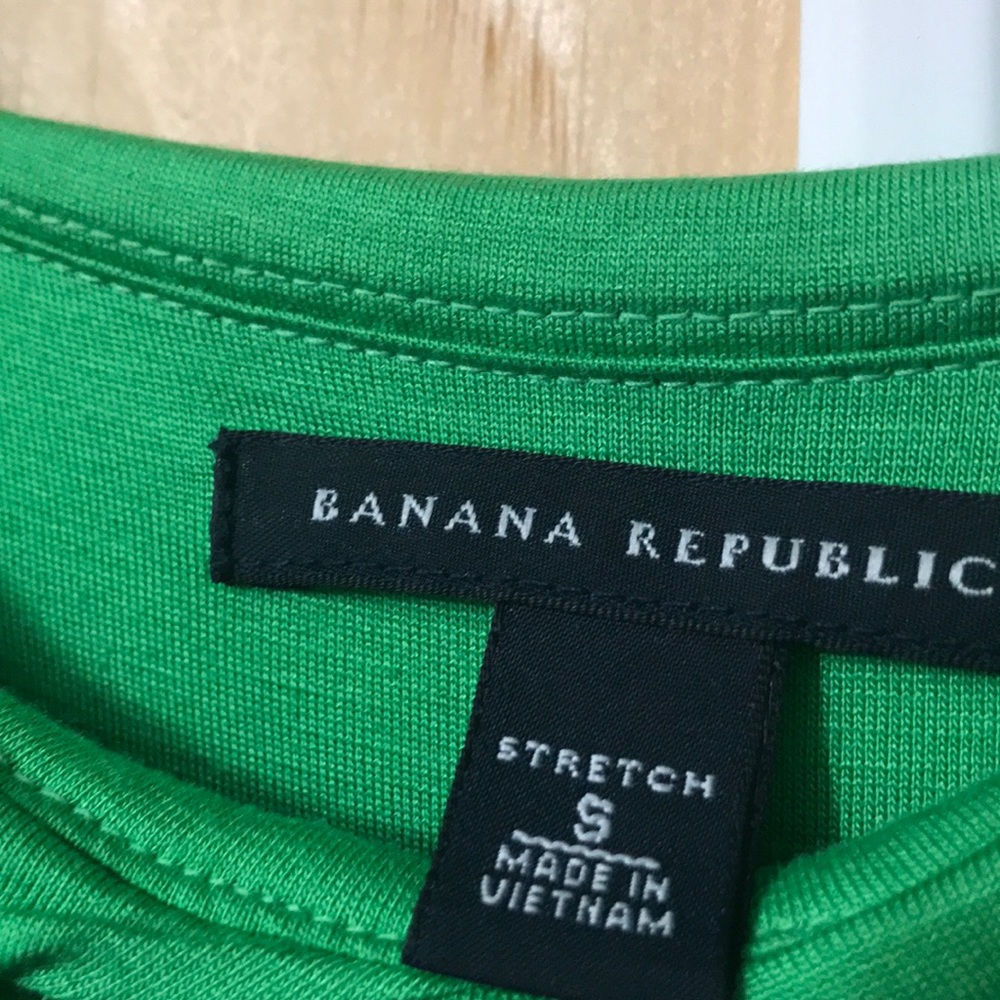 BANANA REPUBLIC
STRETCH
S
MADE IN
VIETNAM